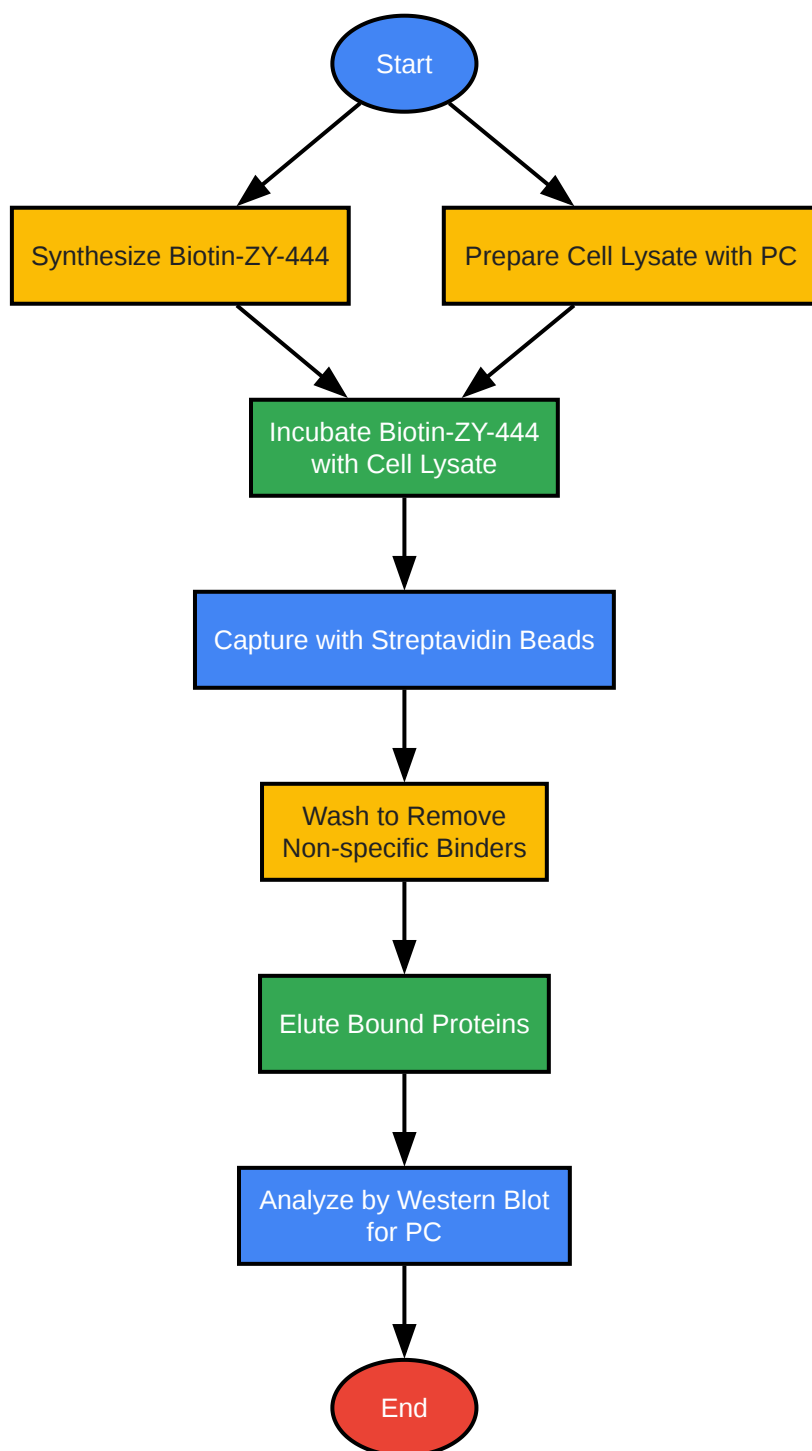 Start
Synthesize Biotin-ZY-444
Prepare Cell Lysate with PC
Incubate Biotin-ZY-444
with Cell Lysate
Capture with Streptavidin Beads
Wash to Remove
Non-specific Binders
Elute Bound Proteins
Analyze by Western Blot
for PC
End